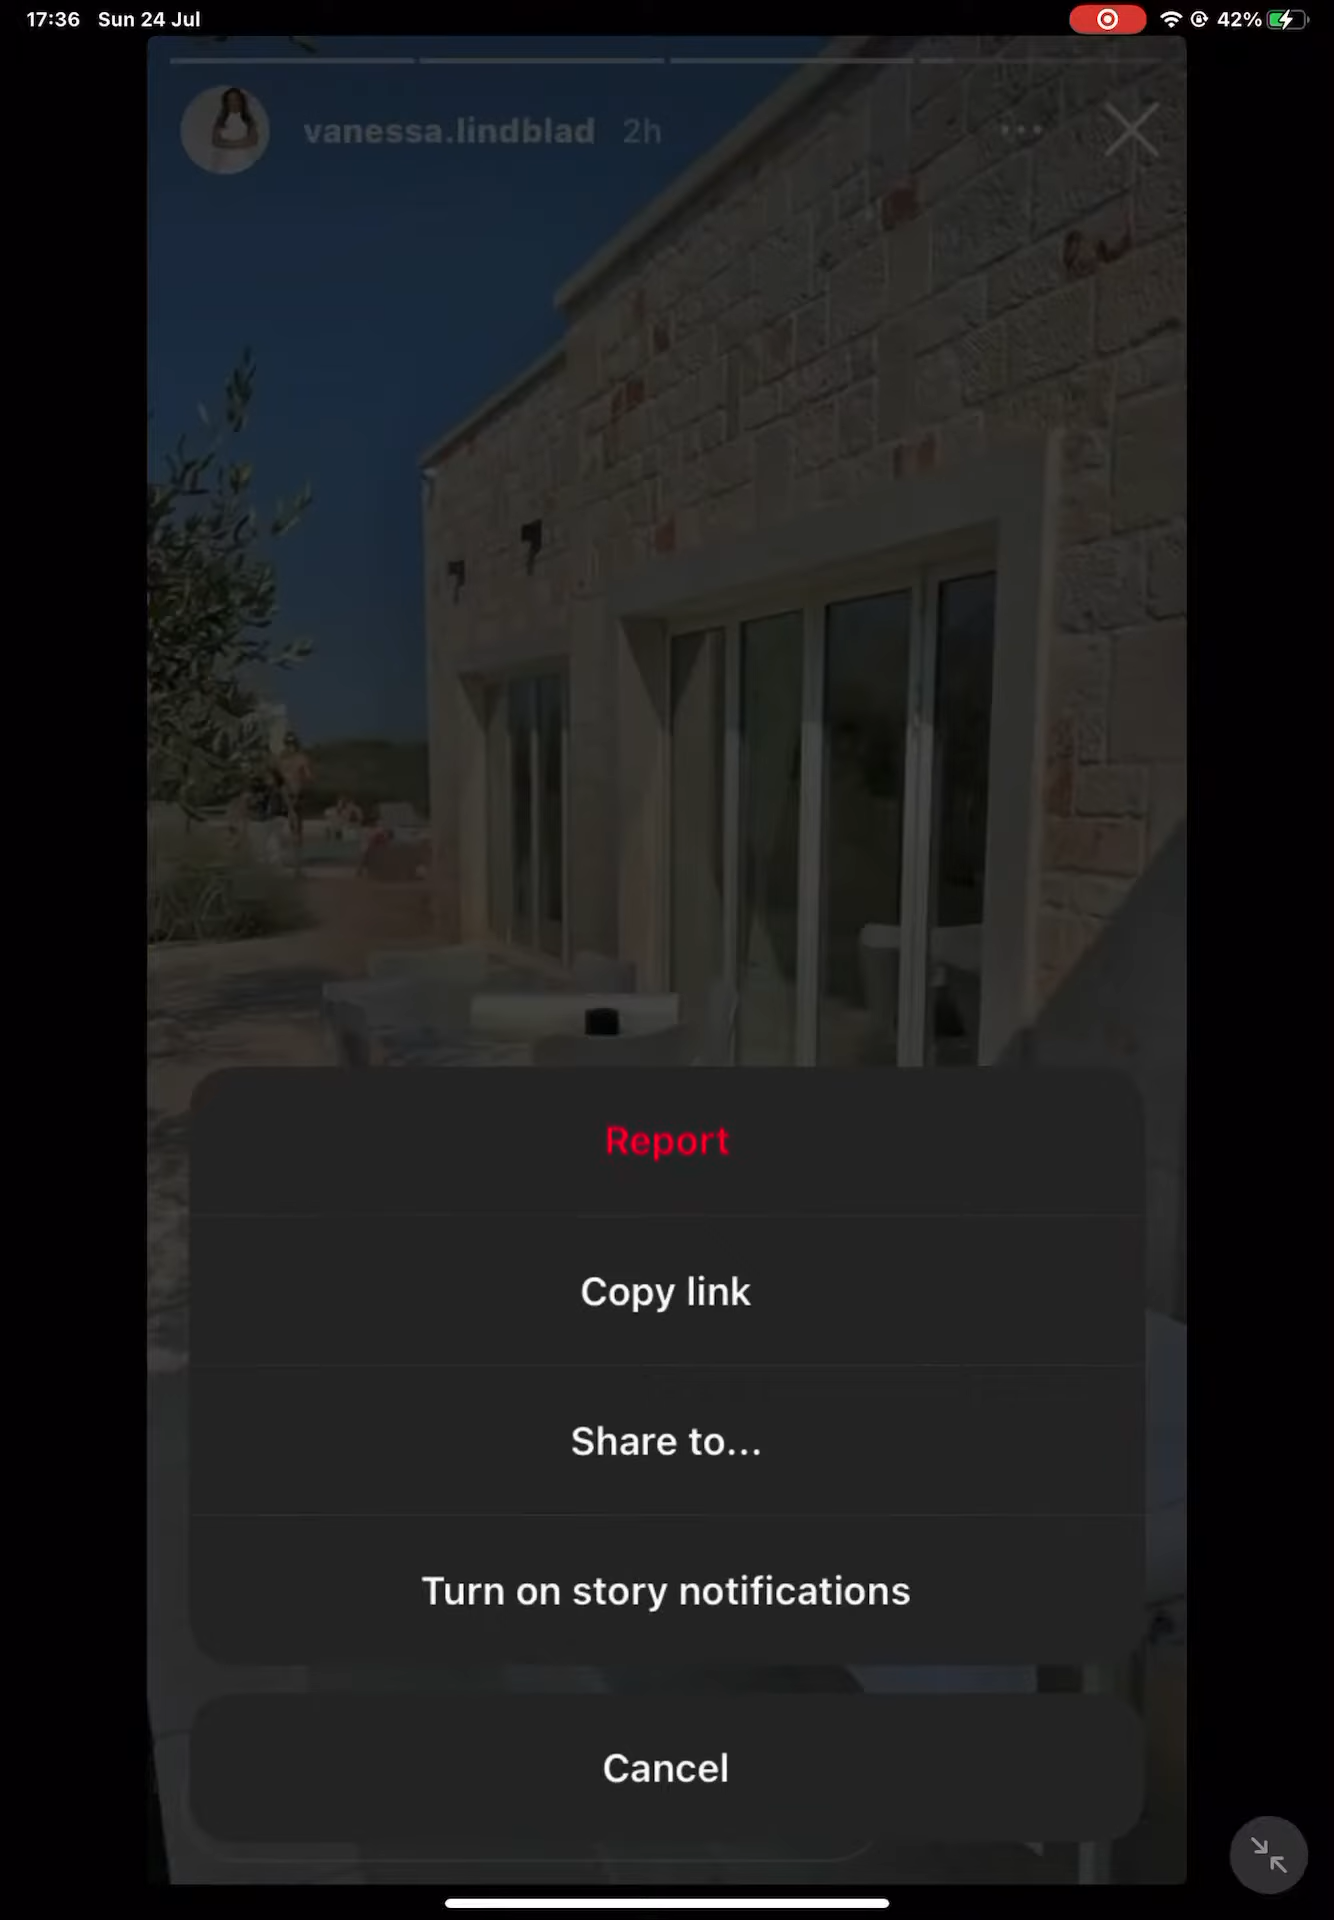 17:36 Sun 24 Jul 42%
vanessa.lindblad 2h
Report
Copy link
Share to...
Turn on story notifications
Cancel